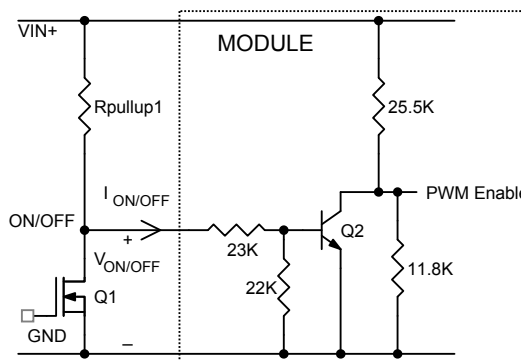 VIN+
MODULE
Rpullup1
25.5K
I ON/OFF
PWM Enable
ON/OFF
+
Q2
23K
V ON/OFF
22K
11.8K
Q1
GND
–